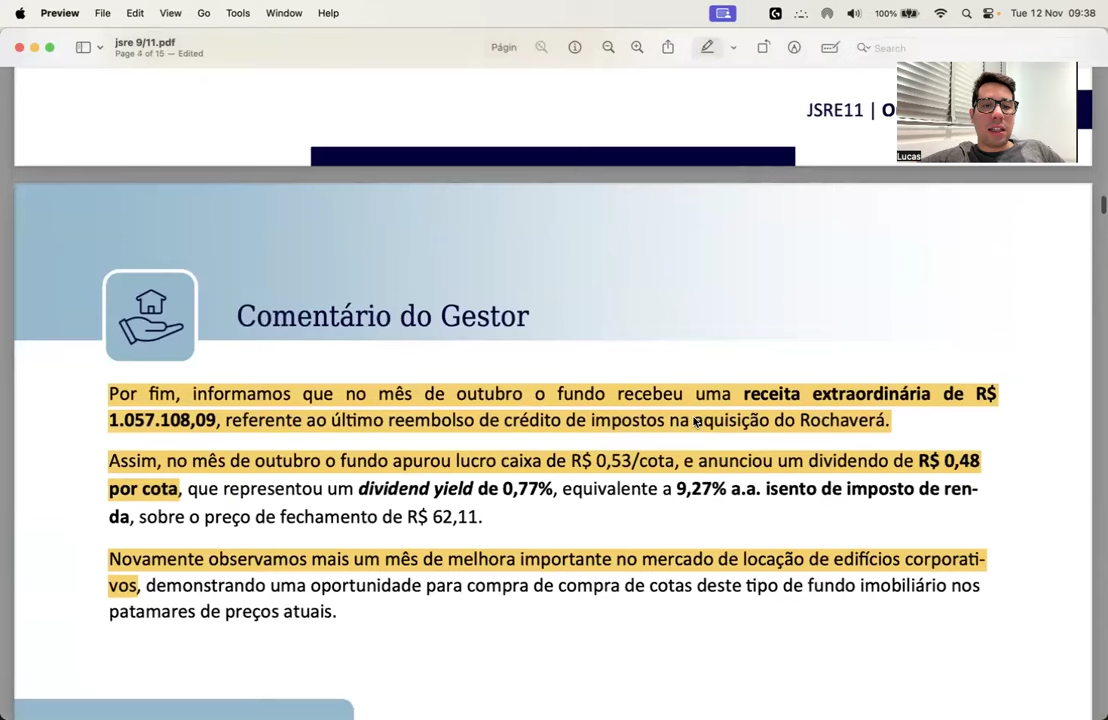 Preview File Edit View Go Tools Window Help 100% Tue 12 Nov 09:38
jsre 9/11.pdf
Page 4 of 15 — Edited
Págin
Search
JSRE11 | O
Lucas
Comentário do Gestor
Por fim, informamos que no mês de outubro o fundo recebeu uma receita extraordinária de R$
1.057.108,09, referente ao último reembolso de crédito de impostos na aquisição do Rochaverá.
Assim, no mês de outubro o fundo apurou lucro caixa de R$ 0,53/cota, e anunciou um dividendo de R$ 0,48
por cota, que representou um dividend yield de 0,77%, equivalente a 9,27% a.a. isento de imposto de ren-
da, sobre o preço de fechamento de R$ 62,11.
Novamente observamos mais um mês de melhora importante no mercado de locação de edifícios corporati-
vos, demonstrando uma oportunidade para compra de compra de cotas deste tipo de fundo imobiliário nos
patamares de preços atuais.